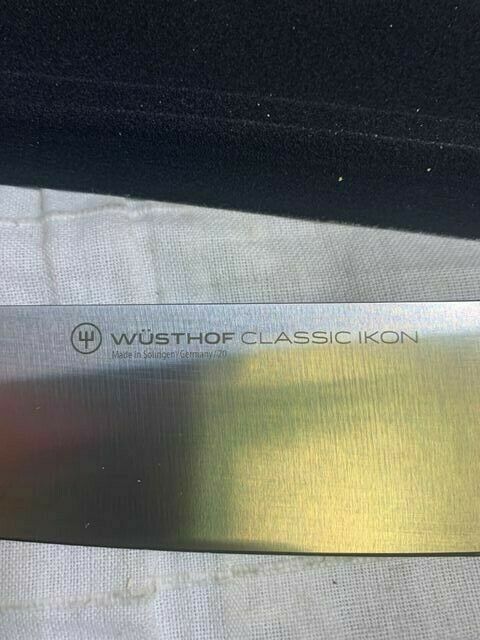 WÜSTHOF CLASSIC IKON
Made in Solingen / Germany / 20